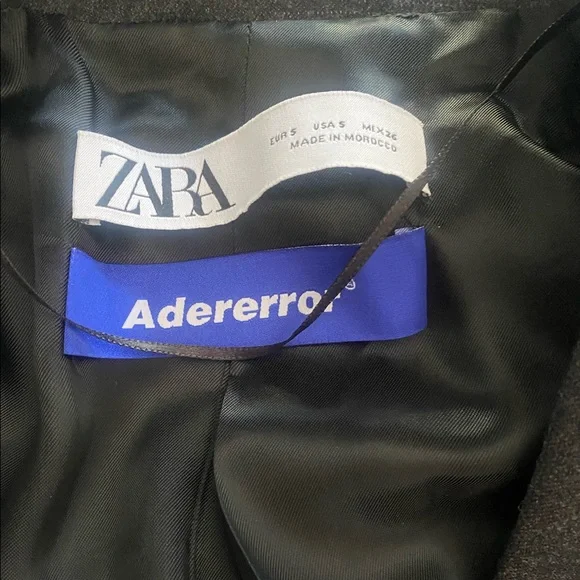 ZARA
EUR S USA S MEX 26
MADE IN MOROCCO
Adererror®